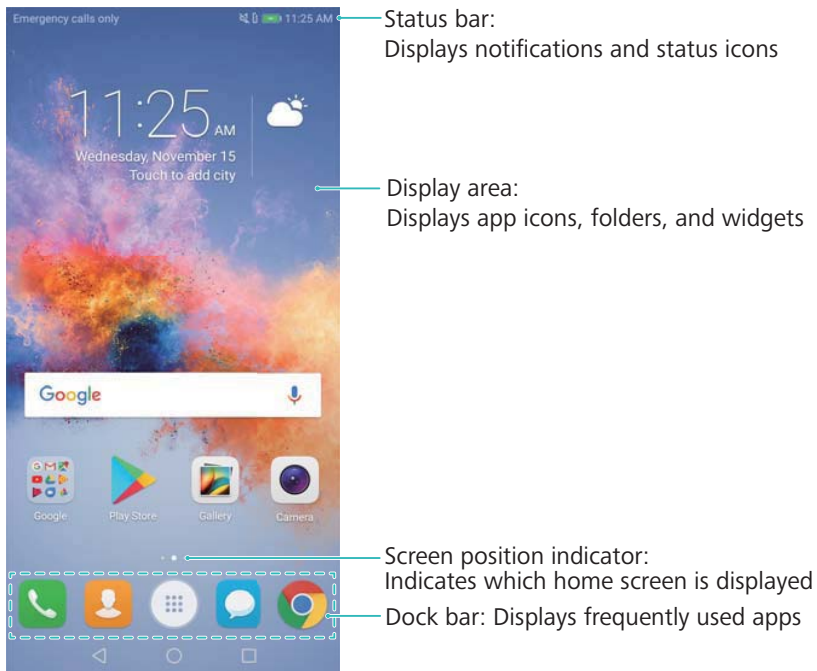 Emergency calls only 11:25 AM
Status bar:
Displays notifications and status icons
11:25 AM
Wednesday, November 15
Touch to add city
Display area:
Displays app icons, folders, and widgets
Google
Google Play Store Gallery Camera
Screen position indicator:
Indicates which home screen is displayed
Dock bar: Displays frequently used apps